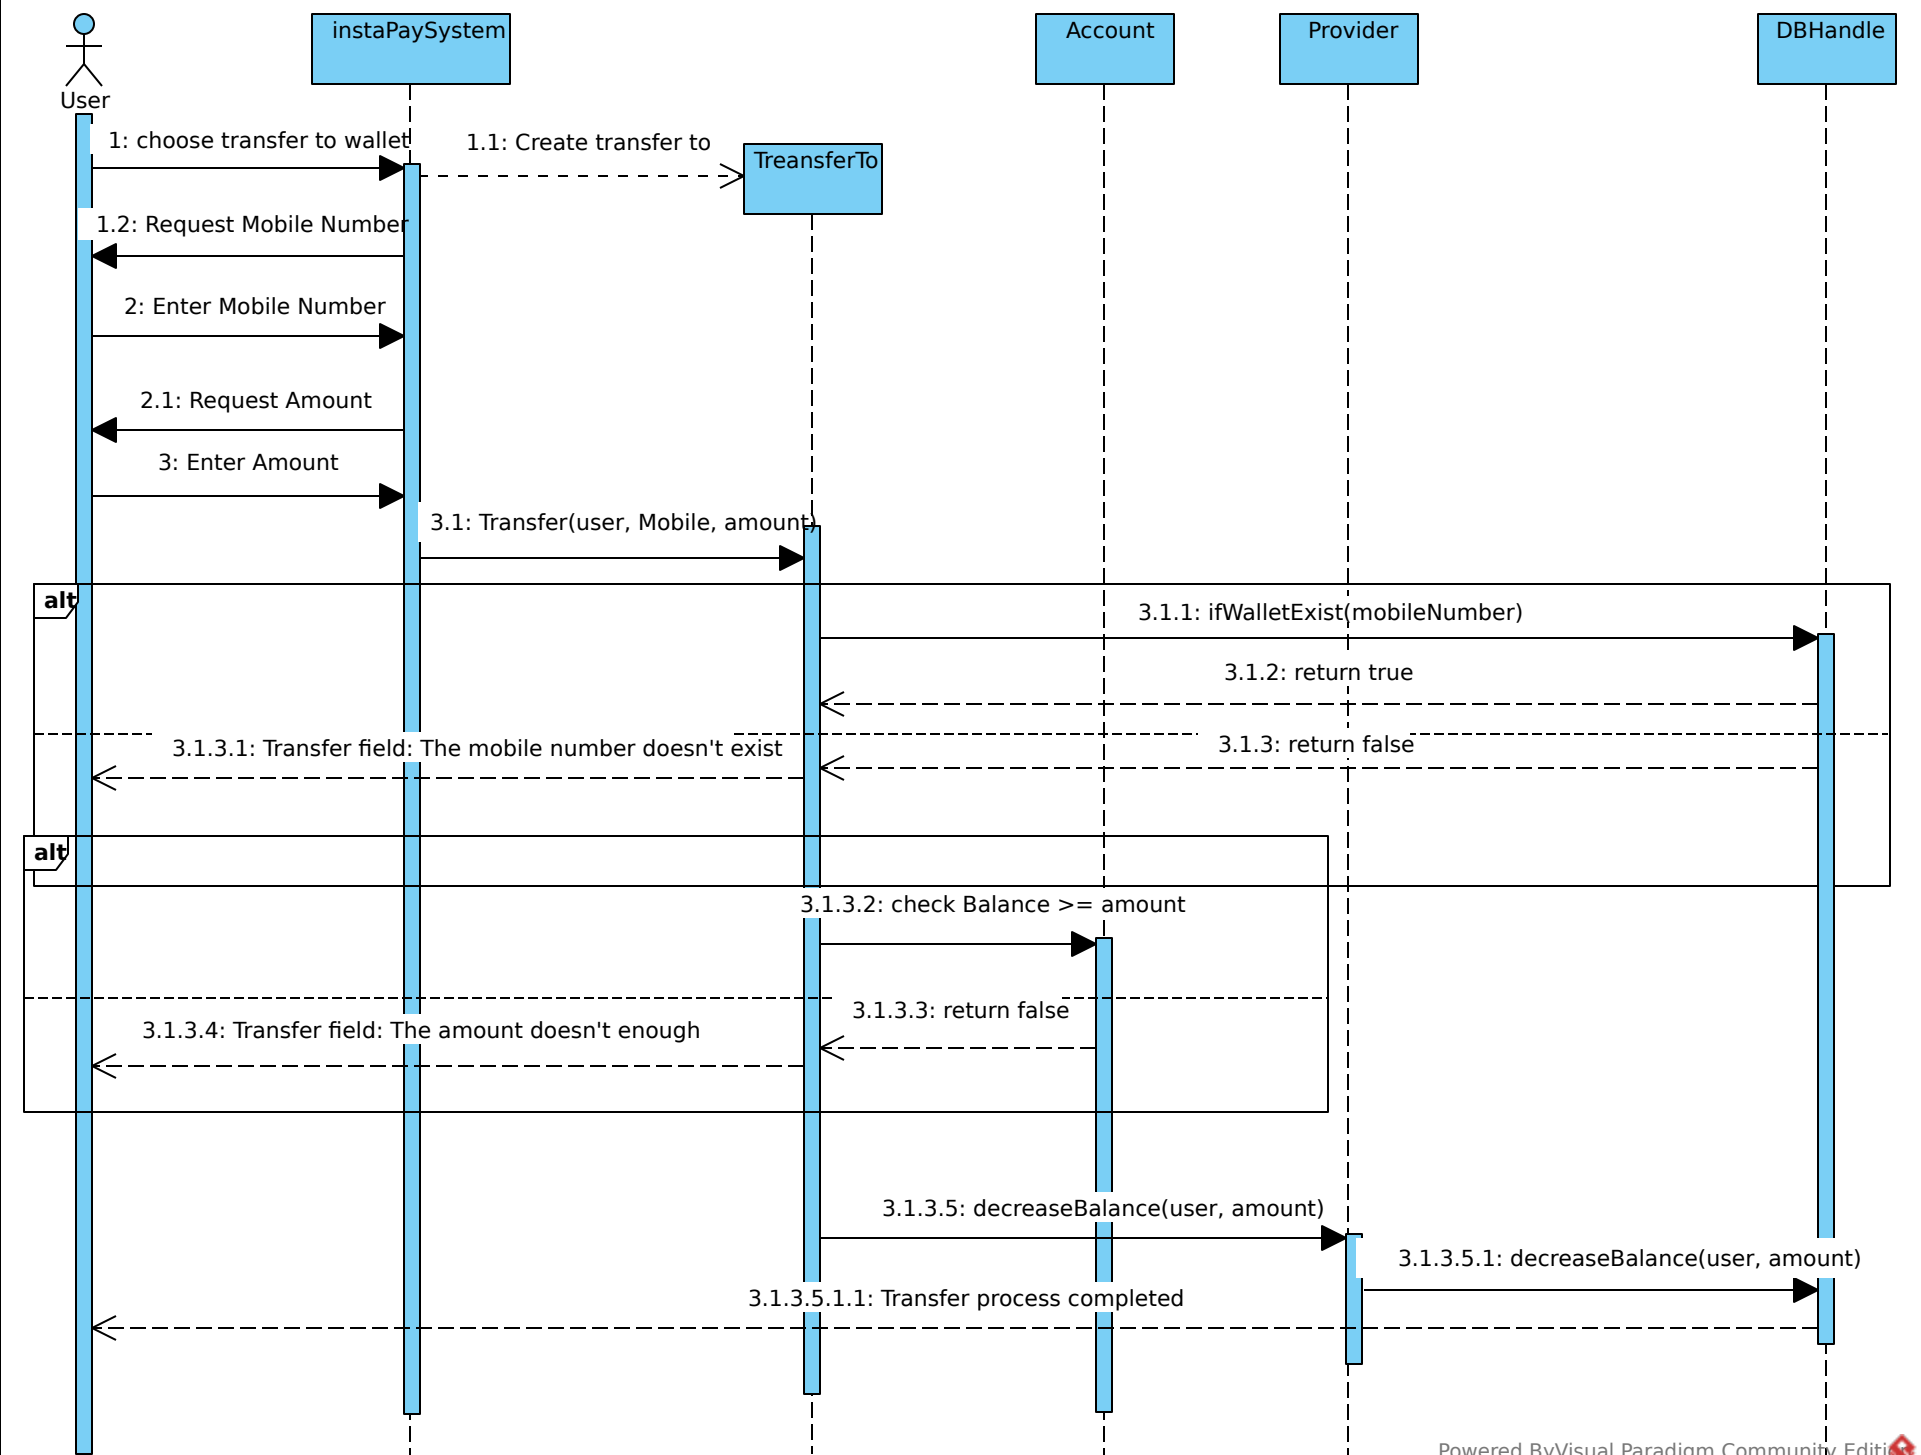 instaPaySystem
Account
Provider
DBHandle
User
1: choose transfer to wallet
1.1: Create transfer to
TreansferTo
1.2: Request Mobile Number
2: Enter Mobile Number
2.1: Request Amount
3: Enter Amount
3.1: Transfer(user, Mobile, amount)
alt
3.1.1: ifWalletExist(mobileNumber)
3.1.2: return true
3.1.3: return false
3.1.3.1: Transfer field: The mobile number doesn't exist
alt
3.1.3.2: check Balance >= amount
3.1.3.3: return false
3.1.3.4: Transfer field: The amount doesn't enough
3.1.3.5: decreaseBalance(user, amount)
3.1.3.5.1: decreaseBalance(user, amount)
3.1.3.5.1.1: Transfer process completed
Powered ByVisual Paradigm Community